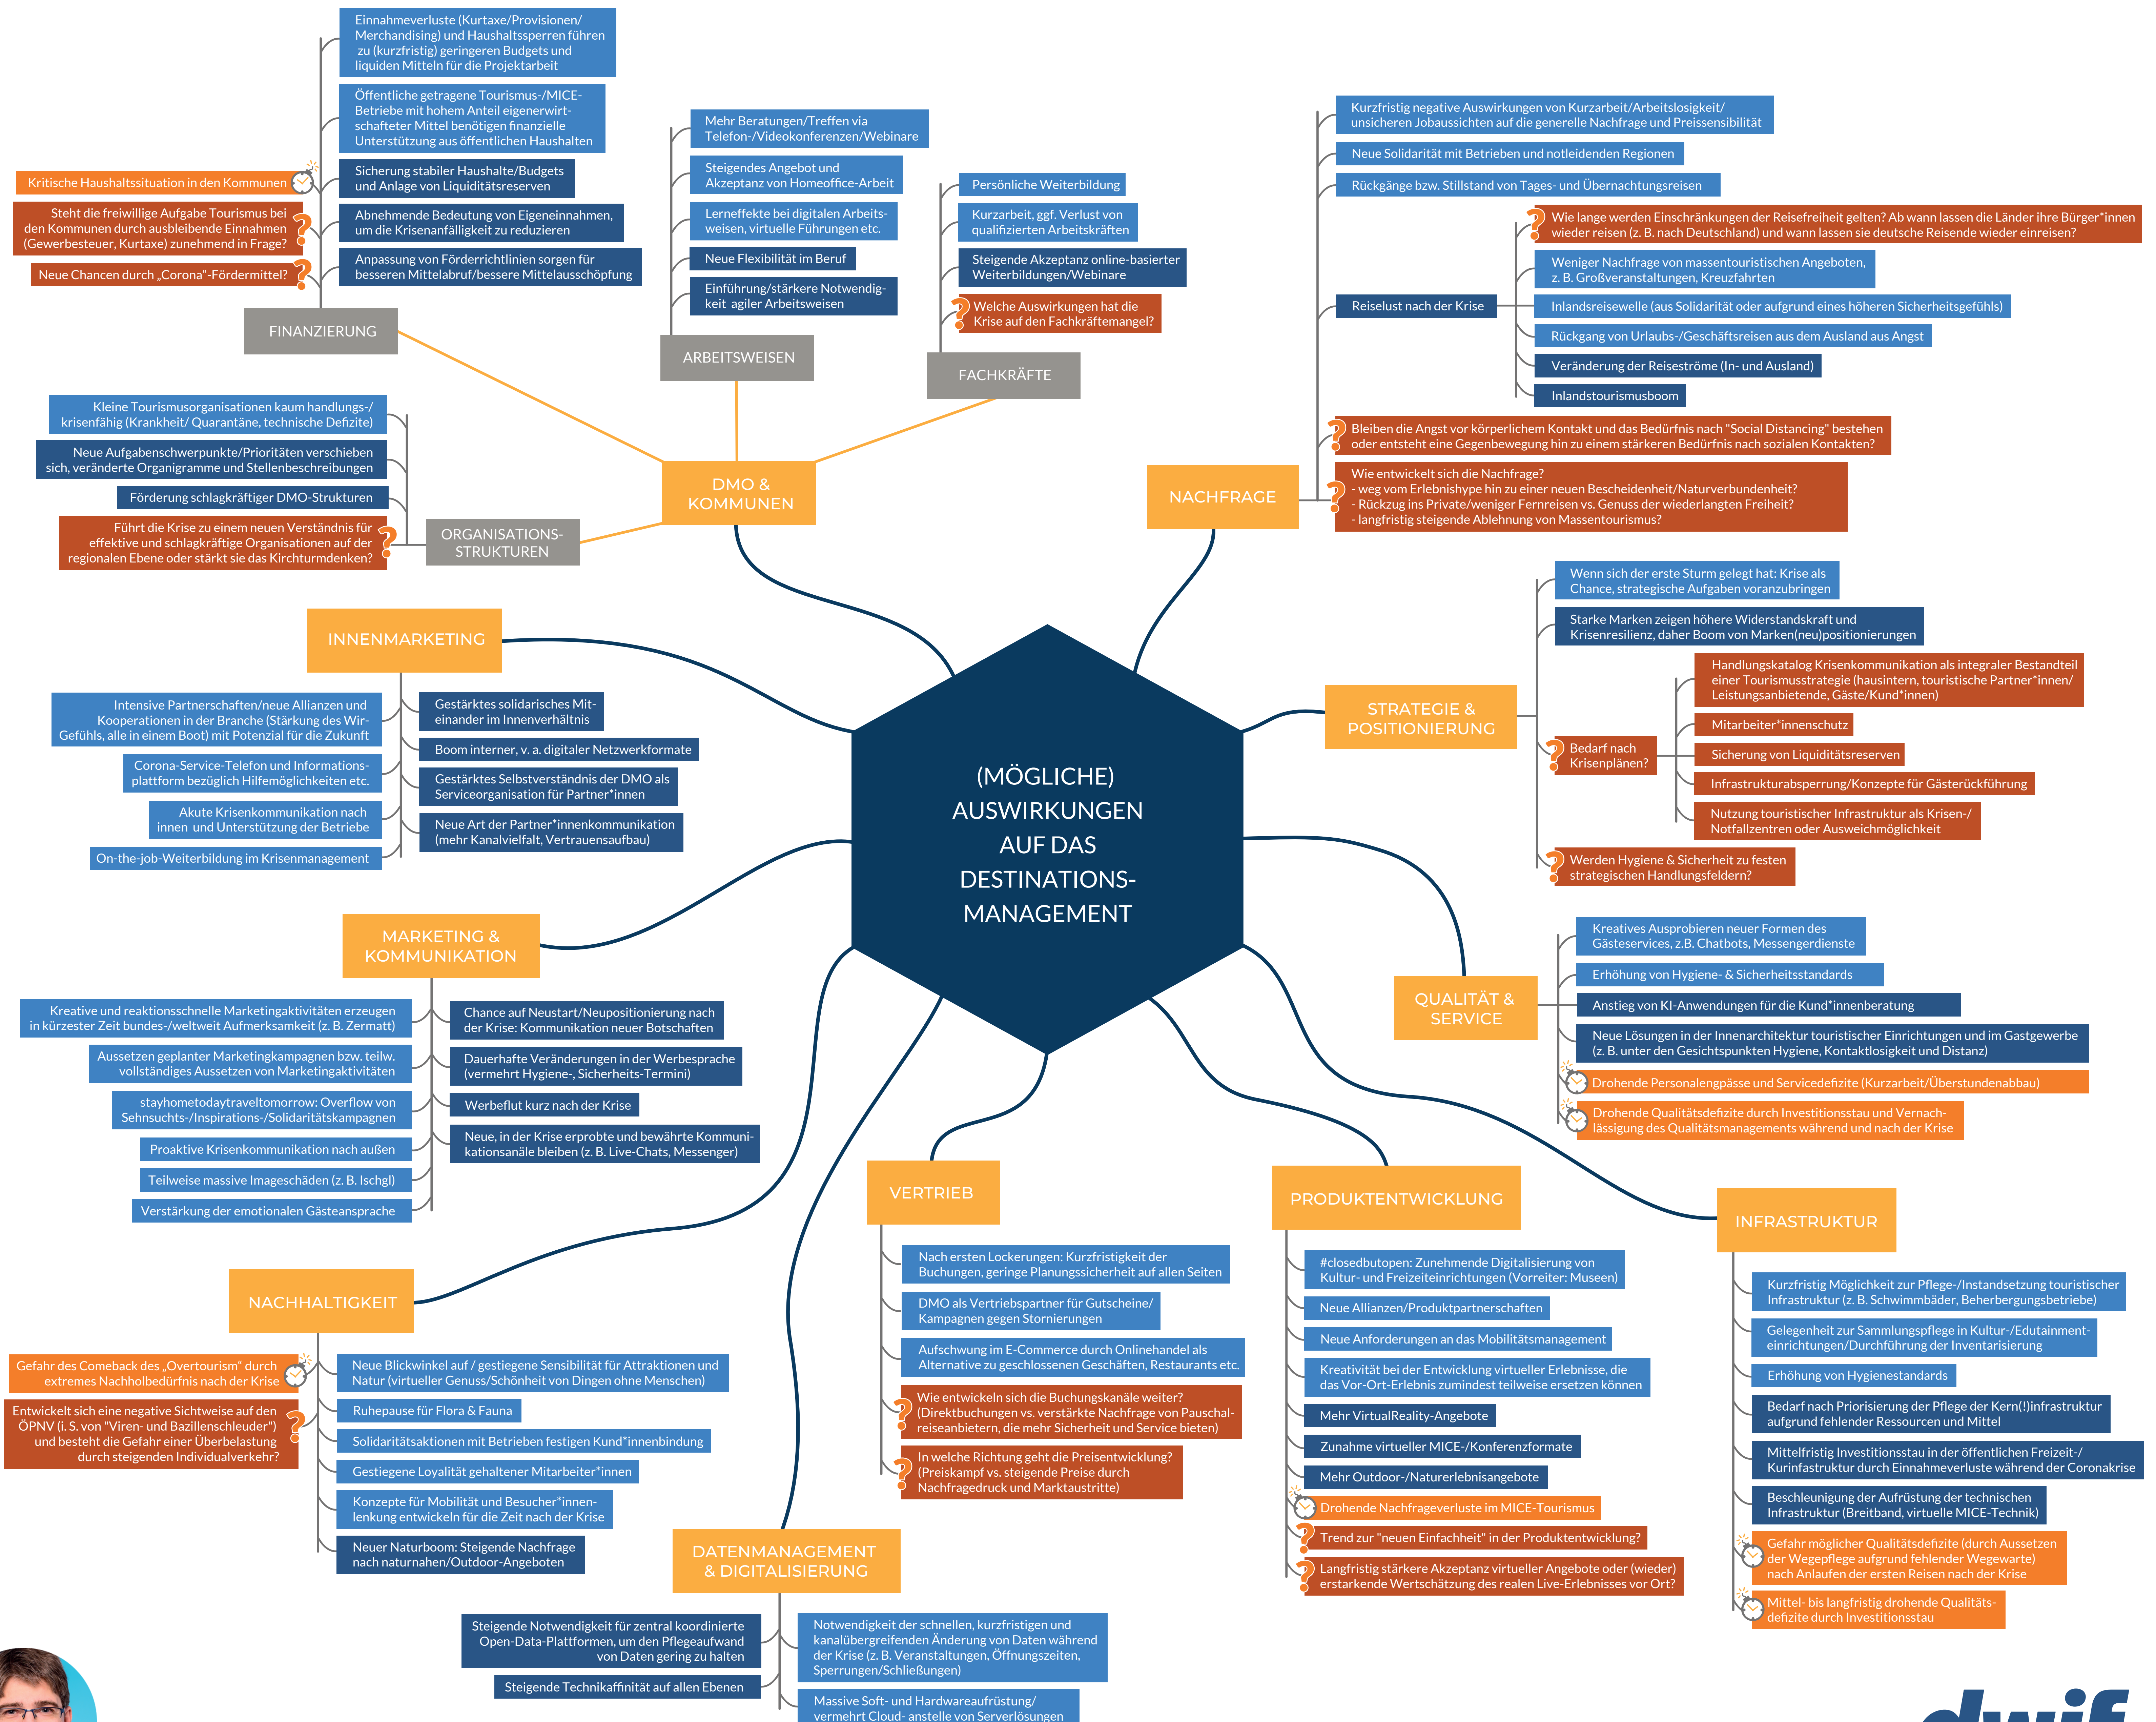 Einnahmeverluste (Kurtaxe/Provisionen/
Merchandising) und Haushaltssperren führen
zu (kurzfristig) geringeren Budgets und
liquiden Mitteln für die Projektarbeit
Öffentliche getragene Tourismus-/MICE-
Betriebe mit hohem Anteil eigenerwirt-
schafteter Mittel benötigen finanzielle
Unterstützung aus öffentlichen Haushalten
Sicherung stabiler Haushalte/Budgets
und Anlage von Liquiditätsreserven
Abnehmende Bedeutung von Eigeneinnahmen,
um die Krisenanfälligkeit zu reduzieren
Anpassung von Förderrichtlinien sorgen für
besseren Mittelabruf/bessere Mittelausschöpfung
Kritische Haushaltssituation in den Kommunen
Steht die freiwillige Aufgabe Tourismus bei
den Kommunen durch ausbleibende Einnahmen
(Gewerbesteuer, Kurtaxe) zunehmend in Frage?
Neue Chancen durch „Corona“-Fördermittel?
FINANZIERUNG
Mehr Beratungen/Treffen via
Telefon-/Videokonferenzen/Webinare
Steigendes Angebot und
Akzeptanz von Homeoffice-Arbeit
Lerneffekte bei digitalen Arbeits-
weisen, virtuelle Führungen etc.
Neue Flexibilität im Beruf
Einführung/stärkere Notwendig-
keit agiler Arbeitsweisen
ARBEITSWEISEN
Persönliche Weiterbildung
Kurzarbeit, ggf. Verlust von
qualifizierten Arbeitskräften
Steigende Akzeptanz online-basierter
Weiterbildungen/Webinare
Welche Auswirkungen hat die
Krise auf den Fachkräftemangel?
FACHKRÄFTE
Kleine Tourismusorganisationen kaum handlungs-/
krisenfähig (Krankheit/ Quarantäne, technische Defizite)
Neue Aufgabenschwerpunkte/Prioritäten verschieben
sich, veränderte Organigramme und Stellenbeschreibungen
Förderung schlagkräftiger DMO-Strukturen
Führt die Krise zu einem neuen Verständnis für
effektive und schlagkräftige Organisationen auf der
regionalen Ebene oder stärkt sie das Kirchturmdenken?
ORGANISATIONS-
STRUKTUREN
DMO &
KOMMUNEN
Kurzfristig negative Auswirkungen von Kurzarbeit/Arbeitslosigkeit/
unsicheren Jobaussichten auf die generelle Nachfrage und Preissensibilität
Neue Solidarität mit Betrieben und notleidenden Regionen
Rückgänge bzw. Stillstand von Tages- und Übernachtungsreisen
Reiselust nach der Krise
Wie lange werden Einschränkungen der Reisefreiheit gelten? Ab wann lassen die Länder ihre Bürger*innen
wieder reisen (z. B. nach Deutschland) und wann lassen sie deutsche Reisende wieder einreisen?
Weniger Nachfrage von massentouristischen Angeboten,
z. B. Großveranstaltungen, Kreuzfahrten
Inlandsreisewelle (aus Solidarität oder aufgrund eines höheren Sicherheitsgefühls)
Rückgang von Urlaubs-/Geschäftsreisen aus dem Ausland aus Angst
Veränderung der Reiseströme (In- und Ausland)
Inlandstourismusboom
Bleiben die Angst vor körperlichem Kontakt und das Bedürfnis nach "Social Distancing" bestehen
oder entsteht eine Gegenbewegung hin zu einem stärkeren Bedürfnis nach sozialen Kontakten?
Wie entwickelt sich die Nachfrage?
- weg vom Erlebnishype hin zu einer neuen Bescheidenheit/Naturverbundenheit?
- Rückzug ins Private/weniger Fernreisen vs. Genuss der wiederlangten Freiheit?
- langfristig steigende Ablehnung von Massentourismus?
NACHFRAGE
INNENMARKETING
Intensive Partnerschaften/neue Allianzen und
Kooperationen in der Branche (Stärkung des Wir-
Gefühls, alle in einem Boot) mit Potenzial für die Zukunft
Corona-Service-Telefon und Informations-
plattform bezüglich Hilfemöglichkeiten etc.
Akute Krisenkommunikation nach
innen und Unterstützung der Betriebe
On-the-job-Weiterbildung im Krisenmanagement
Gestärktes solidarisches Mit-
einander im Innenverhältnis
Boom interner, v. a. digitaler Netzwerkformate
Gestärktes Selbstverständnis der DMO als
Serviceorganisation für Partner*innen
Neue Art der Partner*innenkommunikation
(mehr Kanalvielfalt, Vertrauensaufbau)
(MÖGLICHE)
AUSWIRKUNGEN
AUF DAS
DESTINATIONS-
MANAGEMENT
STRATEGIE &
POSITIONIERUNG
Wenn sich der erste Sturm gelegt hat: Krise als
Chance, strategische Aufgaben voranzubringen
Starke Marken zeigen höhere Widerstandskraft und
Krisenresilienz, daher Boom von Marken(neu)positionierungen
Bedarf nach
Krisenplänen?
Handlungskatalog Krisenkommunikation als integraler Bestandteil
einer Tourismusstrategie (hausintern, touristische Partner*innen/
Leistungsanbietende, Gäste/Kund*innen)
Mitarbeiter*innenschutz
Sicherung von Liquiditätsreserven
Infrastrukturabsperrung/Konzepte für Gästerückführung
Nutzung touristischer Infrastruktur als Krisen-/
Notfallzentren oder Ausweichmöglichkeit
Werden Hygiene & Sicherheit zu festen
strategischen Handlungsfeldern?
MARKETING &
KOMMUNIKATION
Kreative und reaktionsschnelle Marketingaktivitäten erzeugen
in kürzester Zeit bundes-/weltweit Aufmerksamkeit (z. B. Zermatt)
Aussetzen geplanter Marketingkampagnen bzw. teilw.
vollständiges Aussetzen von Marketingaktivitäten
stayhometodaytraveltomorrow: Overflow von
Sehnsuchts-/Inspirations-/Solidaritätskampagnen
Proaktive Krisenkommunikation nach außen
Teilweise massive Imageschäden (z. B. Ischgl)
Verstärkung der emotionalen Gästeansprache
Chance auf Neustart/Neupositionierung nach
der Krise: Kommunikation neuer Botschaften
Dauerhafte Veränderungen in der Werbesprache
(vermehrt Hygiene-, Sicherheits-Termini)
Werbeflut kurz nach der Krise
Neue, in der Krise erprobte und bewährte Kommuni-
kationsanäle bleiben (z. B. Live-Chats, Messenger)
QUALITÄT &
SERVICE
Kreatives Ausprobieren neuer Formen des
Gästeservices, z.B. Chatbots, Messengerdienste
Erhöhung von Hygiene- & Sicherheitsstandards
Anstieg von KI-Anwendungen für die Kund*innenberatung
Neue Lösungen in der Innenarchitektur touristischer Einrichtungen und im Gastgewerbe
(z. B. unter den Gesichtspunkten Hygiene, Kontaktlosigkeit und Distanz)
Drohende Personalengpässe und Servicedefizite (Kurzarbeit/Überstundenabbau)
Drohende Qualitätsdefizite durch Investitionsstau und Vernach-
lässigung des Qualitätsmanagements während und nach der Krise
NACHHALTIGKEIT
Gefahr des Comeback des „Overtourism“ durch
extremes Nachholbedürfnis nach der Krise
Entwickelt sich eine negative Sichtweise auf den
ÖPNV (i. S. von "Viren- und Bazillenschleuder")
und besteht die Gefahr einer Überbelastung
durch steigenden Individualverkehr?
Neue Blickwinkel auf / gestiegene Sensibilität für Attraktionen und
Natur (virtueller Genuss/Schönheit von Dingen ohne Menschen)
Ruhepause für Flora & Fauna
Solidaritätsaktionen mit Betrieben festigen Kund*innenbindung
Gestiegene Loyalität gehaltener Mitarbeiter*innen
Konzepte für Mobilität und Besucher*innen-
lenkung entwickeln für die Zeit nach der Krise
Neuer Naturboom: Steigende Nachfrage
nach naturnahen/Outdoor-Angeboten
VERTRIEB
Nach ersten Lockerungen: Kurzfristigkeit der
Buchungen, geringe Planungssicherheit auf allen Seiten
DMO als Vertriebspartner für Gutscheine/
Kampagnen gegen Stornierungen
Aufschwung im E-Commerce durch Onlinehandel als
Alternative zu geschlossenen Geschäften, Restaurants etc.
Wie entwickeln sich die Buchungskanäle weiter?
(Direktbuchungen vs. verstärkte Nachfrage von Pauschal-
reiseanbietern, die mehr Sicherheit und Service bieten)
In welche Richtung geht die Preisentwicklung?
(Preiskampf vs. steigende Preise durch
Nachfragedruck und Marktaustritte)
PRODUKTENTWICKLUNG
#closedbutopen: Zunehmende Digitalisierung von
Kultur- und Freizeiteinrichtungen (Vorreiter: Museen)
Neue Allianzen/Produktpartnerschaften
Neue Anforderungen an das Mobilitätsmanagement
Kreativität bei der Entwicklung virtueller Erlebnisse, die
das Vor-Ort-Erlebnis zumindest teilweise ersetzen können
Mehr VirtualReality-Angebote
Zunahme virtueller MICE-/Konferenzformate
Mehr Outdoor-/Naturerlebnisangebote
Drohende Nachfrageverluste im MICE-Tourismus
Trend zur "neuen Einfachheit" in der Produktentwicklung?
Langfristig stärkere Akzeptanz virtueller Angebote oder (wieder)
erstarkende Wertschätzung des realen Live-Erlebnisses vor Ort?
INFRASTRUKTUR
Kurzfristig Möglichkeit zur Pflege-/Instandsetzung touristischer
Infrastruktur (z. B. Schwimmbäder, Beherbergungsbetriebe)
Gelegenheit zur Sammlungspflege in Kultur-/Edutainment-
einrichtungen/Durchführung der Inventarisierung
Erhöhung von Hygienestandards
Bedarf nach Priorisierung der Pflege der Kern(!)infrastruktur
aufgrund fehlender Ressourcen und Mittel
Mittelfristig Investitionsstau in der öffentlichen Freizeit-/
Kurinfastruktur durch Einnahmeverluste während der Coronakrise
Beschleunigung der Aufrüstung der technischen
Infrastruktur (Breitband, virtuelle MICE-Technik)
Gefahr möglicher Qualitätsdefizite (durch Aussetzen
der Wegepflege aufgrund fehlender Wegewarte)
nach Anlaufen der ersten Reisen nach der Krise
Mittel- bis langfristig drohende Qualitäts-
defizite durch Investitionsstau
DATENMANAGEMENT
& DIGITALISIERUNG
Steigende Notwendigkeit für zentral koordinierte
Open-Data-Plattformen, um den Pflegeaufwand
von Daten gering zu halten
Steigende Technikaffinität auf allen Ebenen
Notwendigkeit der schnellen, kurzfristigen und
kanalübergreifenden Änderung von Daten während
der Krise (z. B. Veranstaltungen, Öffnungszeiten,
Sperrungen/Schließungen)
Massive Soft- und Hardwareaufrüstung/
vermehrt Cloud- anstelle von Serverlösungen
dwif